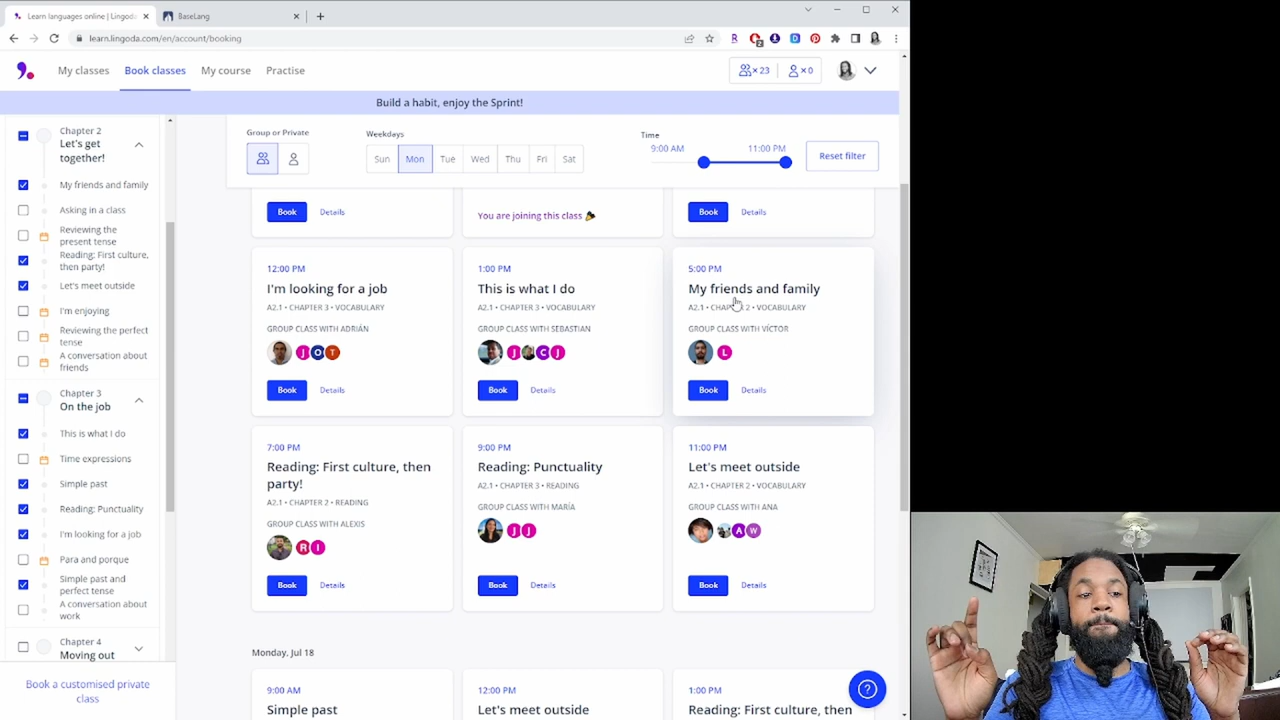 Learn languages online | Lingoda
BaseLang
learn.lingoda.com/en/account/booking
My classes
Book classes
My course
Practise
× 23
× 0
Build a habit, enjoy the Sprint!
Chapter 2
Let's get
together!
My friends and family
Asking in a class
Reviewing the
present tense
Reading: First culture,
then party!
Let's meet outside
I'm enjoying
Reviewing the perfect
tense
A conversation about
friends
Chapter 3
On the job
This is what I do
Time expressions
Simple past
Reading: Punctuality
I'm looking for a job
Para and porque
Simple past and
perfect tense
A conversation about
work
Chapter 4
Moving out
Book a customised private
class
Group or Private
Weekdays
Sun
Mon
Tue
Wed
Thu
Fri
Sat
Time
9:00 AM
11:00 PM
Reset filter
Book
Details
You are joining this class
Book
Details
12:00 PM
I'm looking for a job
A2.1 • CHAPTER 3 • VOCABULARY
GROUP CLASS WITH ADRIÁN
J O T
Book
Details
1:00 PM
This is what I do
A2.1 • CHAPTER 3 • VOCABULARY
GROUP CLASS WITH SEBASTIAN
J C J
Book
Details
5:00 PM
My friends and family
A2.1 • CHAPTER 2 • VOCABULARY
GROUP CLASS WITH VÍCTOR
L
Book
Details
7:00 PM
Reading: First culture, then
party!
A2.1 • CHAPTER 2 • READING
GROUP CLASS WITH ALEXIS
R I
Book
Details
9:00 PM
Reading: Punctuality
A2.1 • CHAPTER 3 • READING
GROUP CLASS WITH MARÍA
J J
Book
Details
11:00 PM
Let's meet outside
A2.1 • CHAPTER 2 • VOCABULARY
GROUP CLASS WITH ANA
A W
Book
Details
Monday, Jul 18
9:00 AM
Simple past
12:00 PM
Let's meet outside
1:00 PM
Reading: First culture, then